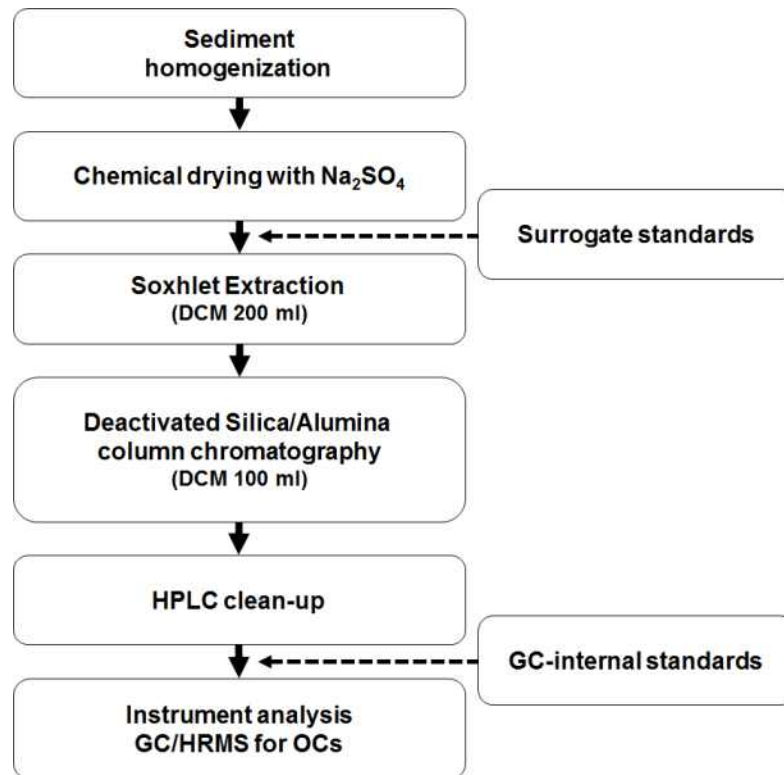 Sediment
homogenization
Chemical drying with Na₂SO₄
Surrogate standards
Soxhlet Extraction
(DCM 200 ml)
Deactivated Silica/Alumina
column chromatography
(DCM 100 ml)
HPLC clean-up
GC-internal standards
Instrument analysis
GC/HRMS for OCs